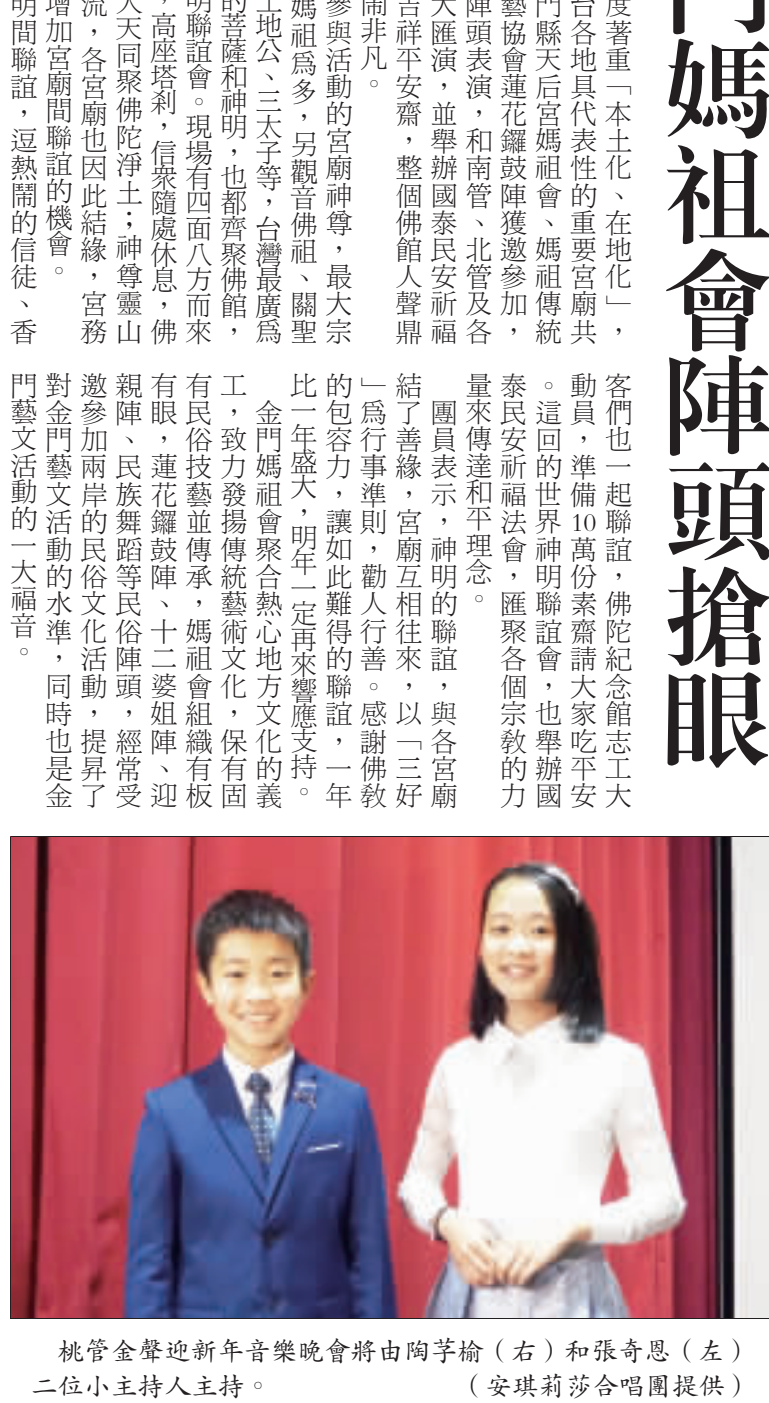 門媽祖會陣頭搶眼
度著重「本土化、在地化」，
台各地具代表性的重要宮廟共
門縣天后宮媽祖會、媽祖傳統
藝協會蓮花鑼鼓陣獲邀參加，
陣頭表演，和南管、北管及各
大匯演，並舉辦國泰民安祈福
吉祥平安齋，整個佛館人聲鼎
鬧非凡。
參與活動的宮廟神尊，最大宗
媽祖爲多，另觀音佛祖、關聖
土地公、三太子等，台灣最廣爲
的菩薩和神明，也都齊聚佛館，
明聯誼會。現場有四面八方而來
，高座塔剎，信衆隨處休息，佛
人天同聚佛陀淨土；神尊靈山
流，各宮廟也因此結緣，宮務
增加宮廟間聯誼的機會。
明間聯誼，逗熱鬧的信徒、香
客們也一起聯誼，佛陀紀念館志工大
動員，準備10萬份素齋請大家吃平安
。這回的世界神明聯誼會，也舉辦國
泰民安祈福法會，匯聚各個宗教的力
量來傳達和平理念。
團員表示，神明的聯誼，與各宮廟
結了善緣，宮廟互相往來，以「三好
」爲行事準則，勸人行善。感謝佛教
的包容力，讓如此難得的聯誼，一年
比一年盛大，明年一定再來響應支持。
金門媽祖會聚合熱心地方文化的義
工，致力發揚傳統藝術文化，保有固
有民俗技藝並傳承，媽祖會組織有板
有眼，蓮花鑼鼓陣、十二婆姐陣、迎
親陣、民族舞蹈等民俗陣頭，經常受
邀參加兩岸的民俗文化活動，提昇了
對金門藝文活動的水準，同時也是金
門藝文活動的一大福音。
桃管金聲迎新年音樂晚會將由陶芓榆（右）和張奇恩（左）
二位小主持人主持。（安琪莉莎合唱團提供）